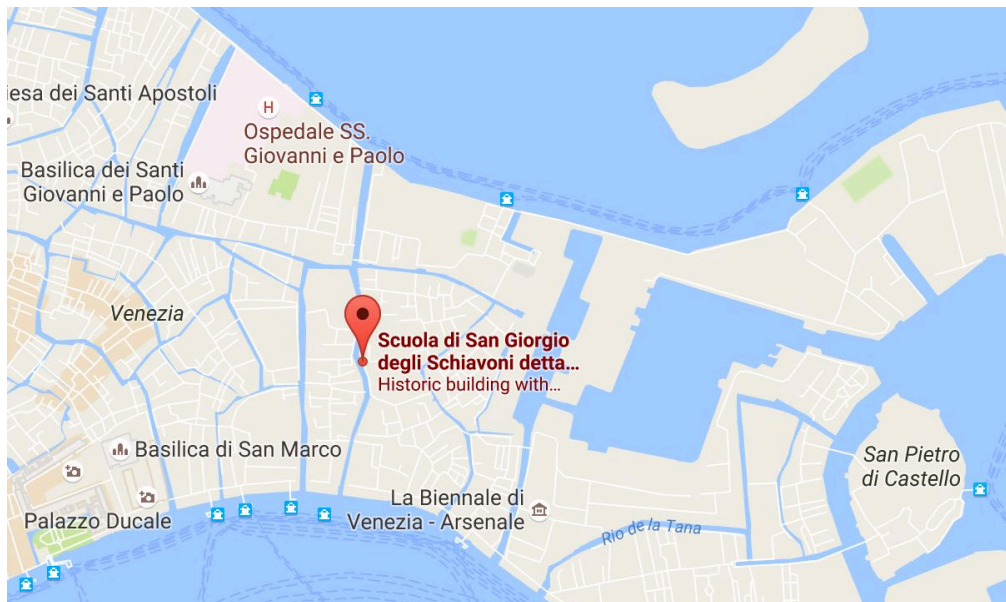 iesa dei Santi Apostoli
H
Ospedale SS.
Giovanni e Paolo
Basilica dei Santi
Giovanni e Paolo
Venezia
Scuola di San Giorgio
degli Schiavoni detta...
Historic building with...
Basilica di San Marco
San Pietro
di Castello
La Biennale di
Venezia - Arsenale
Palazzo Ducale
Rio de la Tana